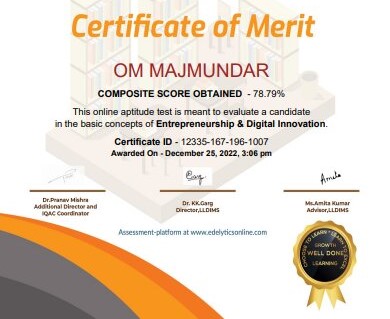 Certificate of Merit
OM MAJMUNDAR
COMPOSITE SCORE OBTAINED - 78.79%
This online aptitude test is meant to evaluate a candidate
in the basic concepts of Entrepreneurship & Digital Innovation.
Certificate ID - 12335-167-196-1007
Awarded On - December 25, 2022, 3:06 pm
Dr.Pranav Mishra
Additional Director and
IQAC Coordinator
Dr. KK.Garg
Director,LLDIMS
Ms.Amita Kumar
Advisor,LLDIMS
Assessment-platform at www.edelyticsonline.com
GROWTH
WELL DONE
LEARNING